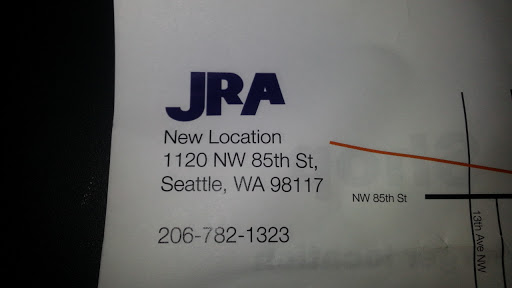 JRA
New Location
1120 NW 85th St,
Seattle, WA 98117
NW 85th St
13th Ave NW
206-782-1323